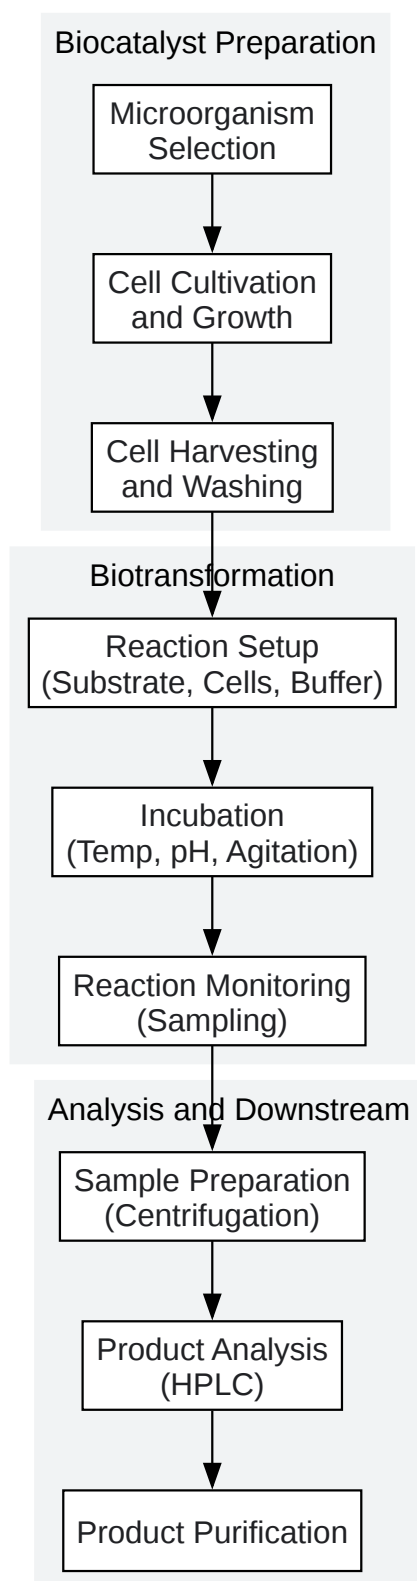 Biocatalyst Preparation
Microorganism
Selection
Cell Cultivation
and Growth
Cell Harvesting
and Washing
Biotransformation
Reaction Setup
(Substrate, Cells, Buffer)
Incubation
(Temp, pH, Agitation)
Reaction Monitoring
(Sampling)
Analysis and Downstream
Sample Preparation
(Centrifugation)
Product Analysis
(HPLC)
Product Purification